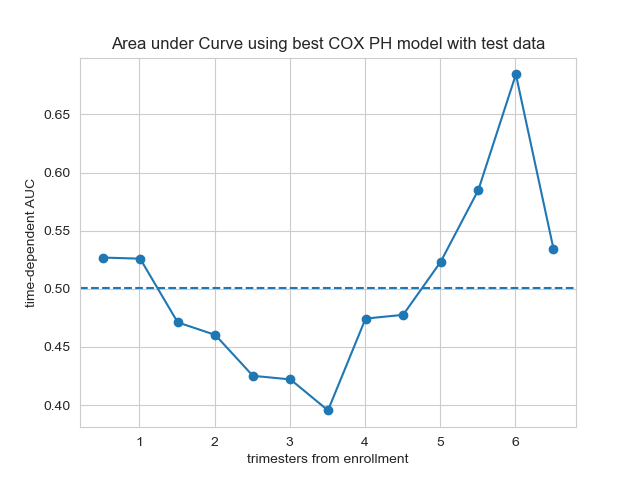 Area under Curve using best COX PH model with test data
time-dependent AUC
0.65
0.60
0.55
0.50
0.45
0.40
1 2 3 4 5 6
trimesters from enrollment